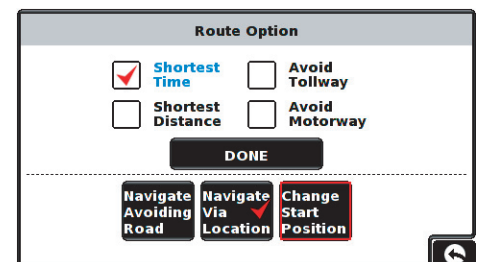 Route Option
Shortest
Time
Avoid
Tollway
Shortest
Distance
Avoid
Motorway
DONE
Navigate
Avoiding
Road
Navigate
Via
Location
Change
Start
Position